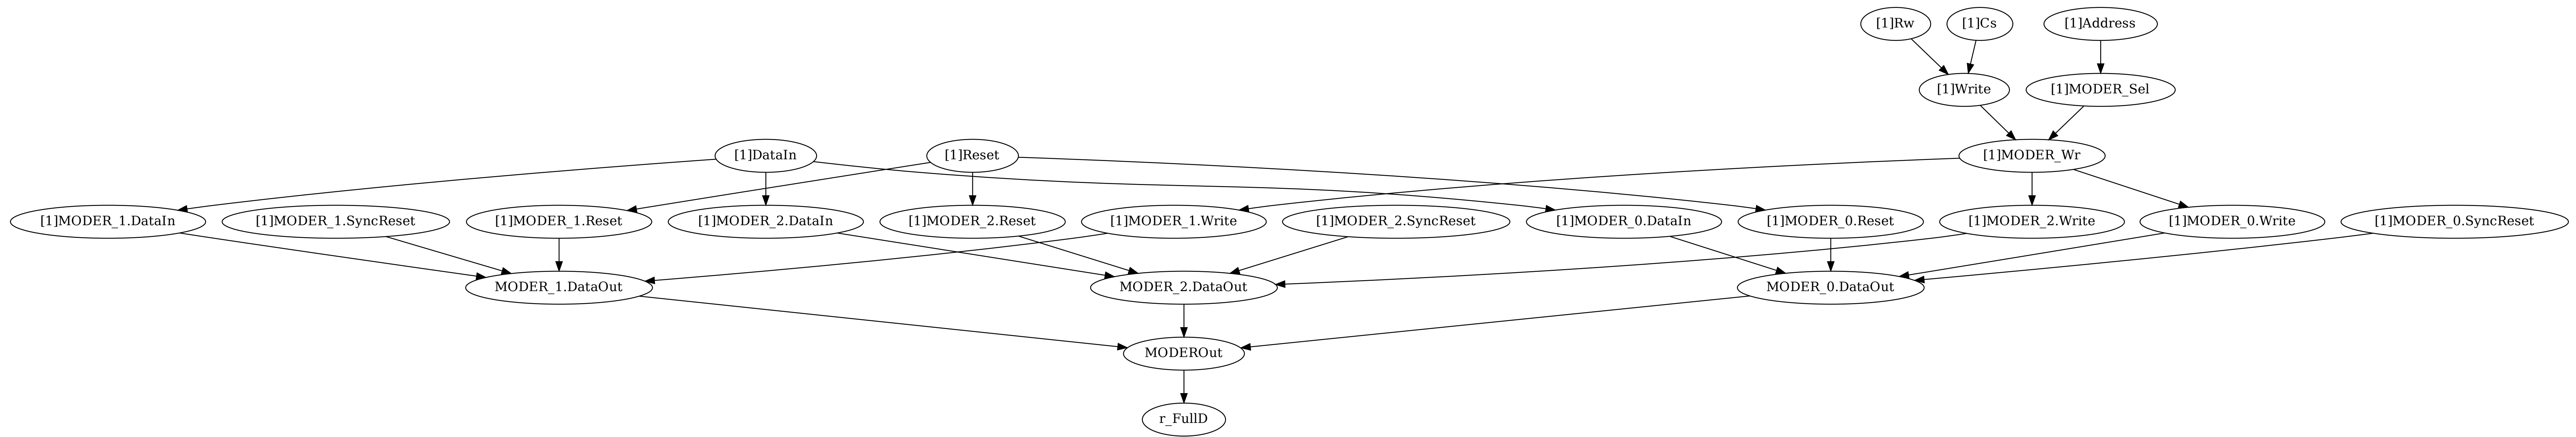 [1]Rw
[1]Cs
[1]Address
[1]Write
[1]MODER_Sel
[1]DataIn
[1]Reset
[1]MODER_Wr
[1]MODER_1.DataIn
[1]MODER_1.SyncReset
[1]MODER_1.Reset
[1]MODER_2.DataIn
[1]MODER_2.Reset
[1]MODER_1.Write
[1]MODER_2.SyncReset
[1]MODER_0.DataIn
[1]MODER_0.Reset
[1]MODER_2.Write
[1]MODER_0.Write
[1]MODER_0.SyncReset
MODER_1.DataOut
MODER_2.DataOut
MODER_0.DataOut
MODEROut
r_FullD